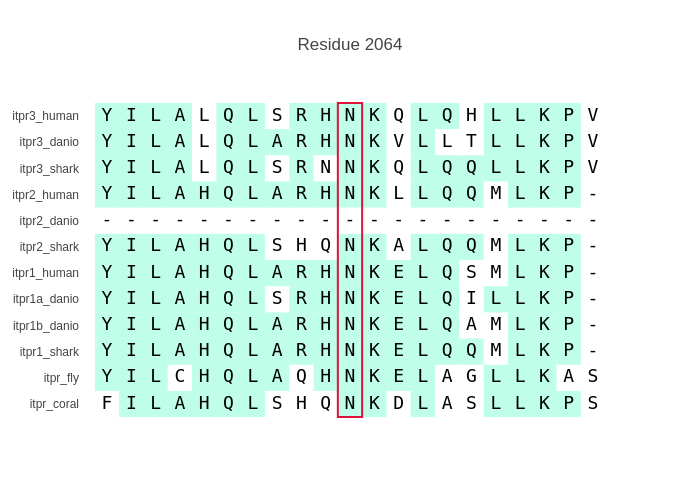 Residue 2064
itpr3_human Y I L A L Q L S R H N K Q L Q H L L K P V
itpr3_danio Y I L A L Q L A R H N K V L L T L L K P V
itpr3_shark Y I L A L Q L S R N N K Q L Q Q L L K P V
itpr2_human Y I L A H Q L A R H N K L L Q Q M L K P -
itpr2_danio - - - - - - - - - - - - - - - - - - - - -
itpr2_shark Y I L A H Q L S H Q N K A L Q Q M L K P -
itpr1_human Y I L A H Q L A R H N K E L Q S M L K P -
itpr1a_danio Y I L A H Q L S R H N K E L Q I L L K P -
itpr1b_danio Y I L A H Q L A R H N K E L Q A M L K P -
itpr1_shark Y I L A H Q L A R H N K E L Q Q M L K P -
itpr_fly Y I L C H Q L A Q H N K E L A G L L K A S
itpr_coral F I L A H Q L S H Q N K D L A S L L K P S